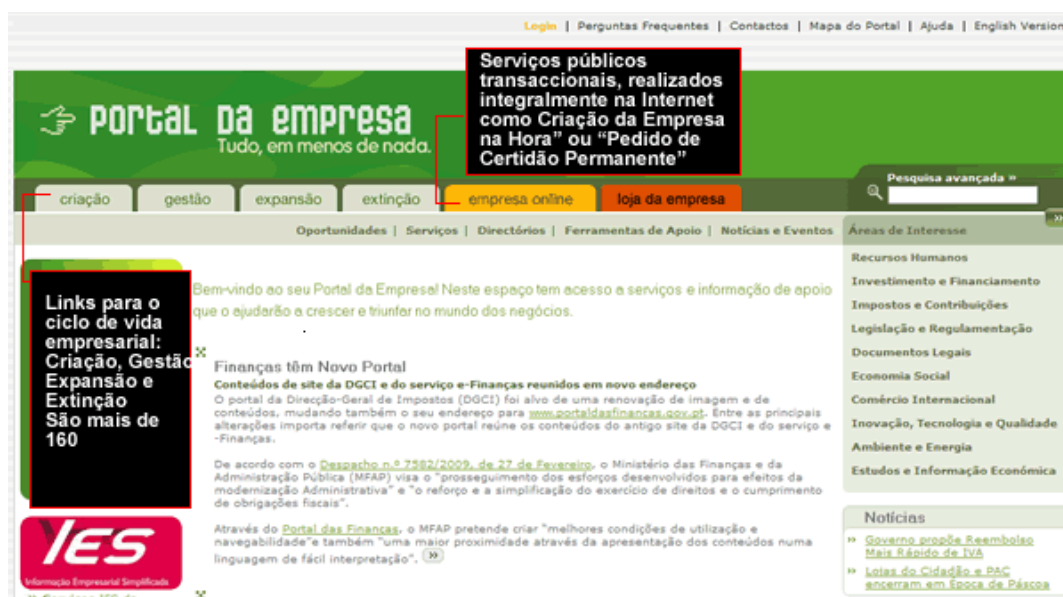 Login | Perguntas Frequentes | Contactos | Mapa do Portal | Ajuda | English Version
Serviços públicos
transaccionais, realizados
integralmente na Internet
como Criação da Empresa
na Hora” ou “Pedido de
Certidão Permanente”
PORTAL DA EMPRESA
Tudo, em menos de nada.
Pesquisa avançada »
criação gestão expansão extinção empresa online loja da empresa
Oportunidades | Serviços | Directórios | Ferramentas de Apoio | Notícias e Eventos
Áreas de Interesse
Recursos Humanos
Investimento e Financiamento
Impostos e Contribuições
Legislação e Regulamentação
Documentos Legais
Economia Social
Comércio Internacional
Inovação, Tecnologia e Qualidade
Ambiente e Energia
Estudos e Informação Económica
Links para o
ciclo de vida
empresarial:
Criação, Gestão
Expansão e
Extinção
São mais de
160
Bem-vindo ao seu Portal da Empresa! Neste espaço tem acesso a serviços e informação de apoio
que o ajudarão a crescer e triunfar no mundo dos negócios.
Finanças têm Novo Portal
Conteúdos de site da DGCI e do serviço e-Finanças reunidos em novo endereço
O portal da Direcção-Geral de Impostos (DGCI) foi alvo de uma renovação de imagem e de
conteúdos, mudando também o seu endereço para www.portaldasfinancas.gov.pt. Entre as principais
alterações importa referir que o novo portal reúne os conteúdos do antigo site da DGCI e do serviço e
-Finanças.
De acordo com o Despacho n.º 7582/2009, de 27 de Fevereiro, o Ministério das Finanças e da
Administração Pública (MFAP) visa o "prosseguimento dos esforços desenvolvidos para efeitos da
modernização Administrativa" e "o reforço e a simplificação do exercício de direitos e o cumprimento
de obrigações fiscais".
Através do Portal das Finanças, o MFAP pretende criar "melhores condições de utilização e
navegabilidade"e também "uma maior proximidade através da apresentação dos conteúdos numa
linguagem de fácil interpretação". »
Notícias
» Governo propõe Reembolso
Mais Rápido de IVA
» Lojas do Cidadão e PAC
encerram em Época de Páscoa
IES
Informação Empresarial Simplificada